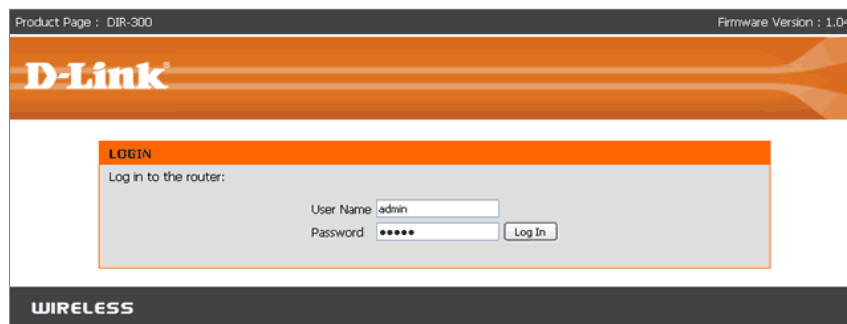 Product Page : DIR-300 Firmware Version : 1.04
D-Link
LOGIN
Log in to the router:
User Name admin
Password ●●●●● Log In
WIRELESS